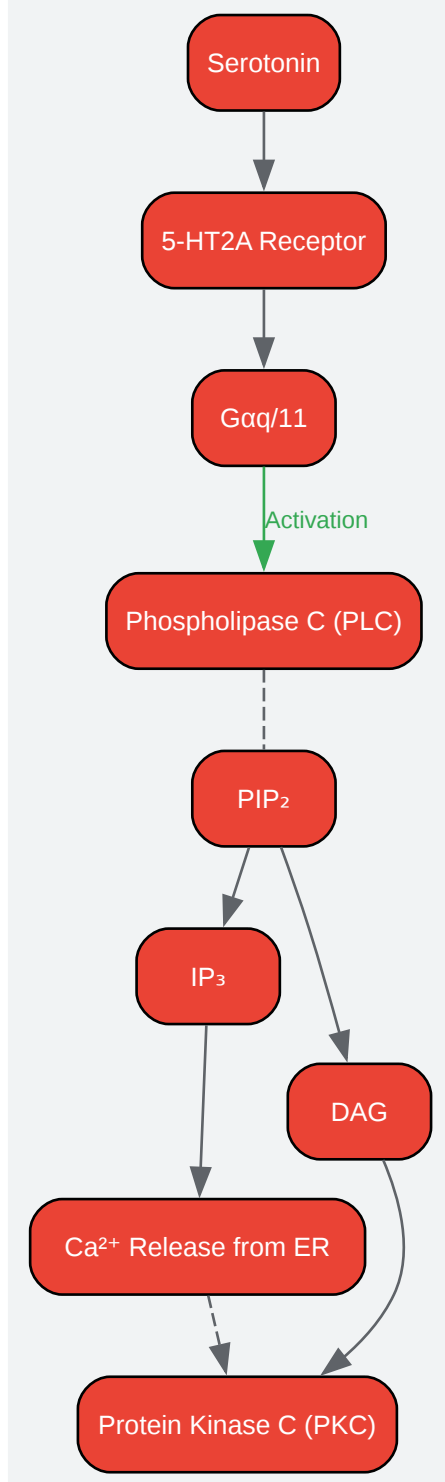 Serotonin
5-HT2A Receptor
Gαq/11
Activation
Phospholipase C (PLC)
PIP₂
IP₃
DAG
Ca²⁺ Release from ER
Protein Kinase C (PKC)